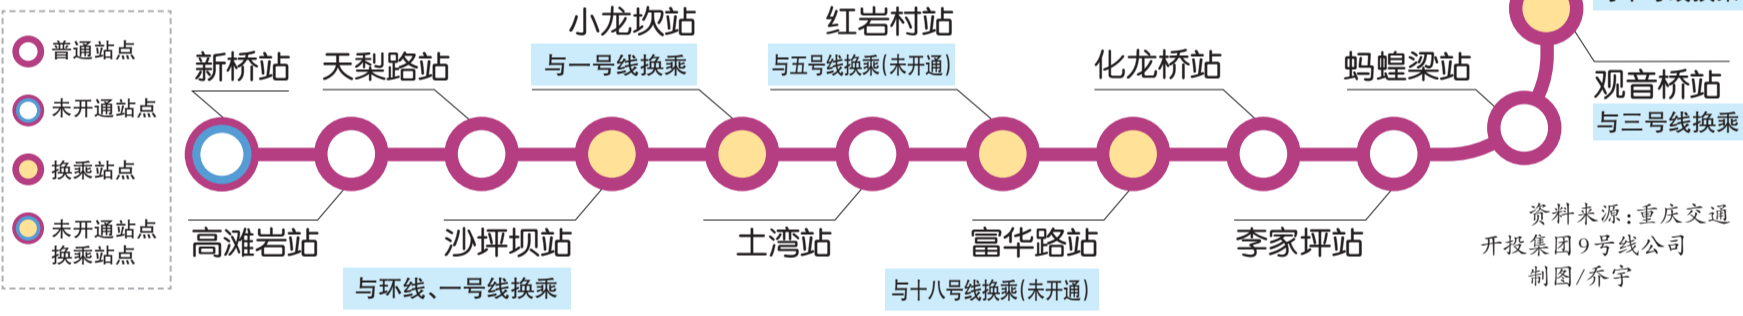 普通站点
未开通站点
换乘站点
未开通站点
换乘站点
新桥站
天梨路站
小龙坎站
与一号线换乘
红岩村站
与五号线换乘(未开通)
化龙桥站
蚂蝗梁站
观音桥站
与三号线换乘
高滩岩站
沙坪坝站
与环线、一号线换乘
土湾站
富华路站
与十八号线换乘(未开通)
李家坪站
资料来源:重庆交通
开投集团9号线公司
制图/乔宇